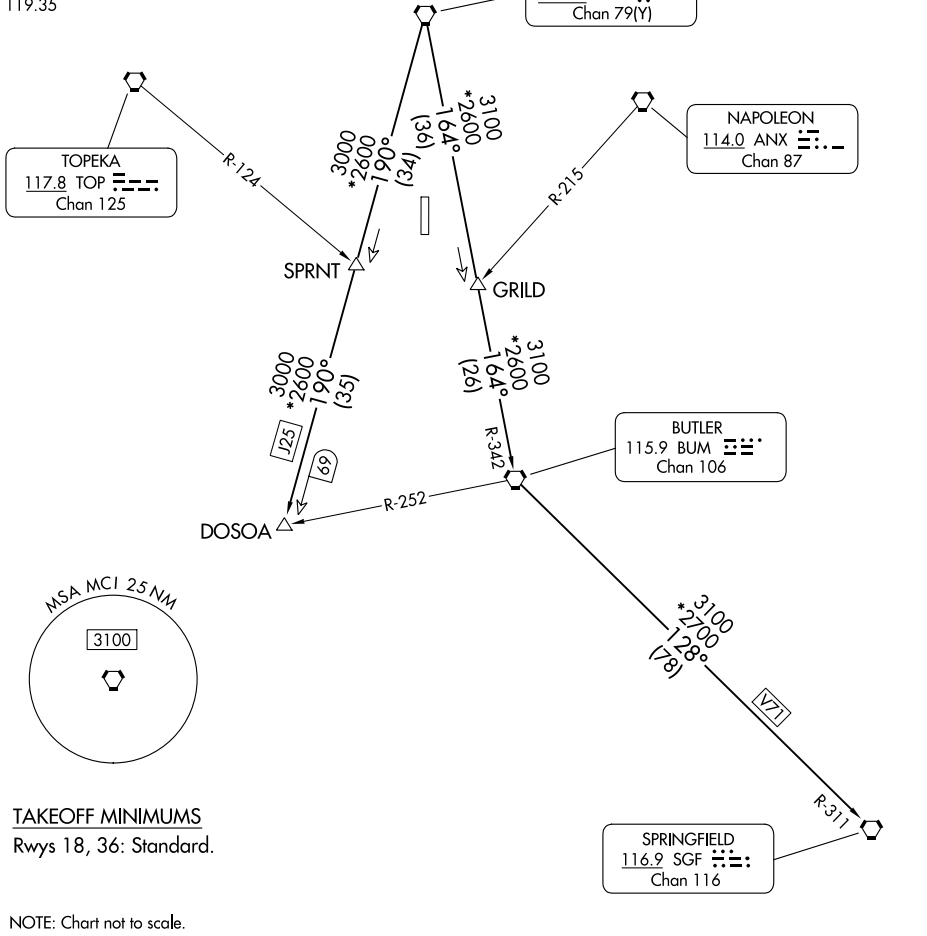 119.35
Chan 79(Y)
TOPEKA
117.8 TOP
Chan 125
R-124
3000
*2600
190°
(34)
3100
*2600
164°
(36)
NAPOLEON
114.0 ANX
Chan 87
R-215
SPRNT
GRILD
3000
*2600
190°
(35)
3100
*2600
164°
(26)
J25
69
R-342
BUTLER
115.9 BUM
Chan 106
R-252
DOSOA
MSA MCI 25 NM
3100
3100
*2700
128°
(78)
V71
R-311
TAKEOFF MINIMUMS
Rwys 18, 36: Standard.
SPRINGFIELD
116.9 SGF
Chan 116
NOTE: Chart not to scale.